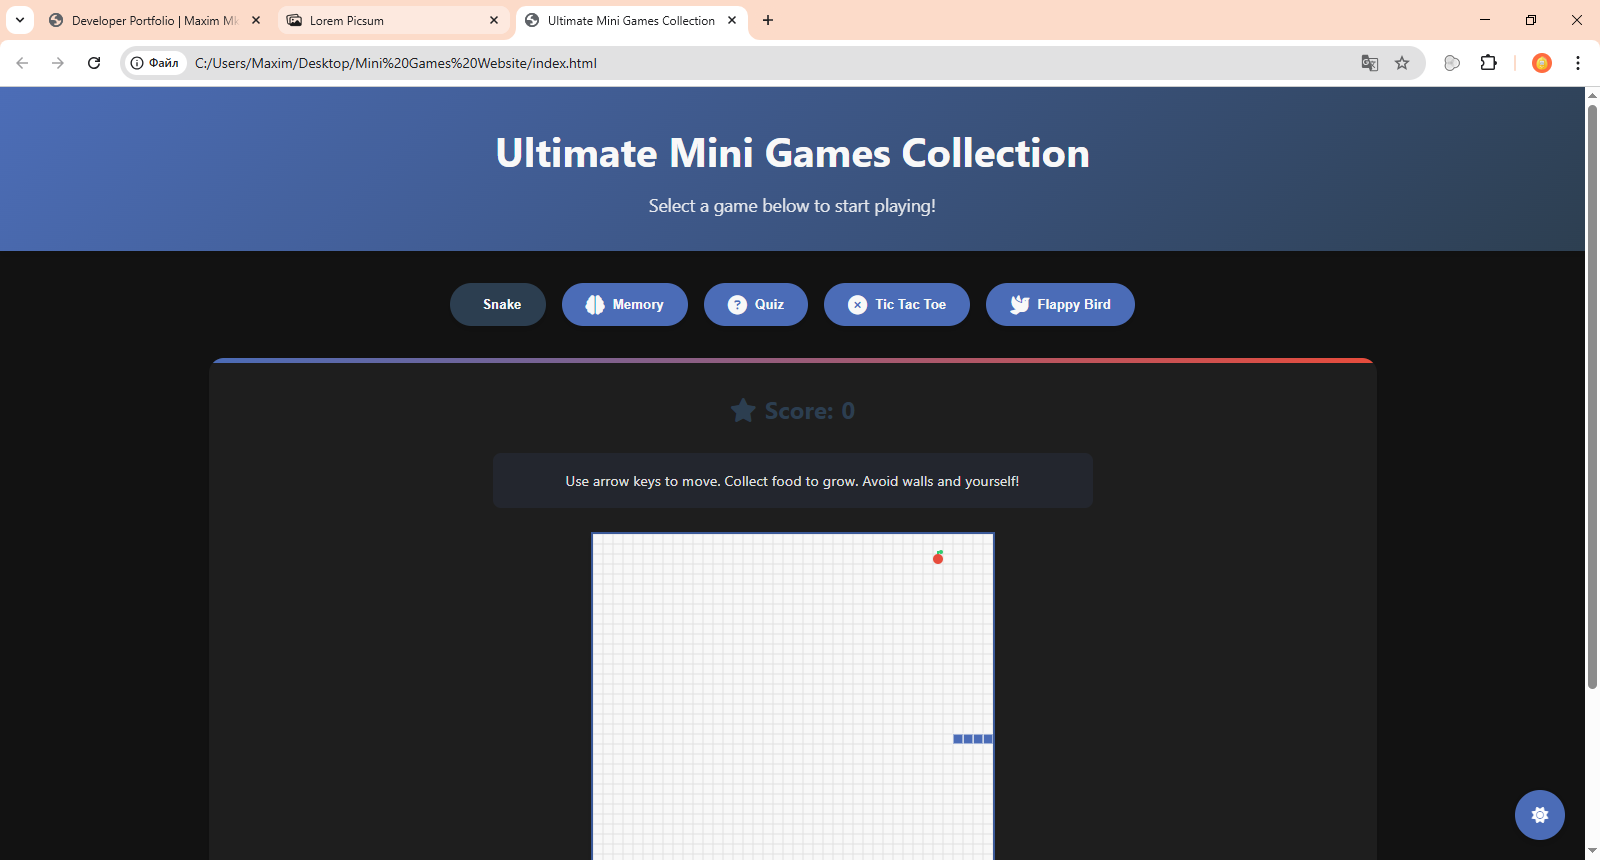 Developer Portfolio | Maxim
Lorem Picsum
Ultimate Mini Games Collection
Файл
C:/Users/Maxim/Desktop/Mini%20Games%20Website/index.html
Ultimate Mini Games Collection
Select a game below to start playing!
Snake
Memory
Quiz
Tic Tac Toe
Flappy Bird
Score: 0
Use arrow keys to move. Collect food to grow. Avoid walls and yourself!